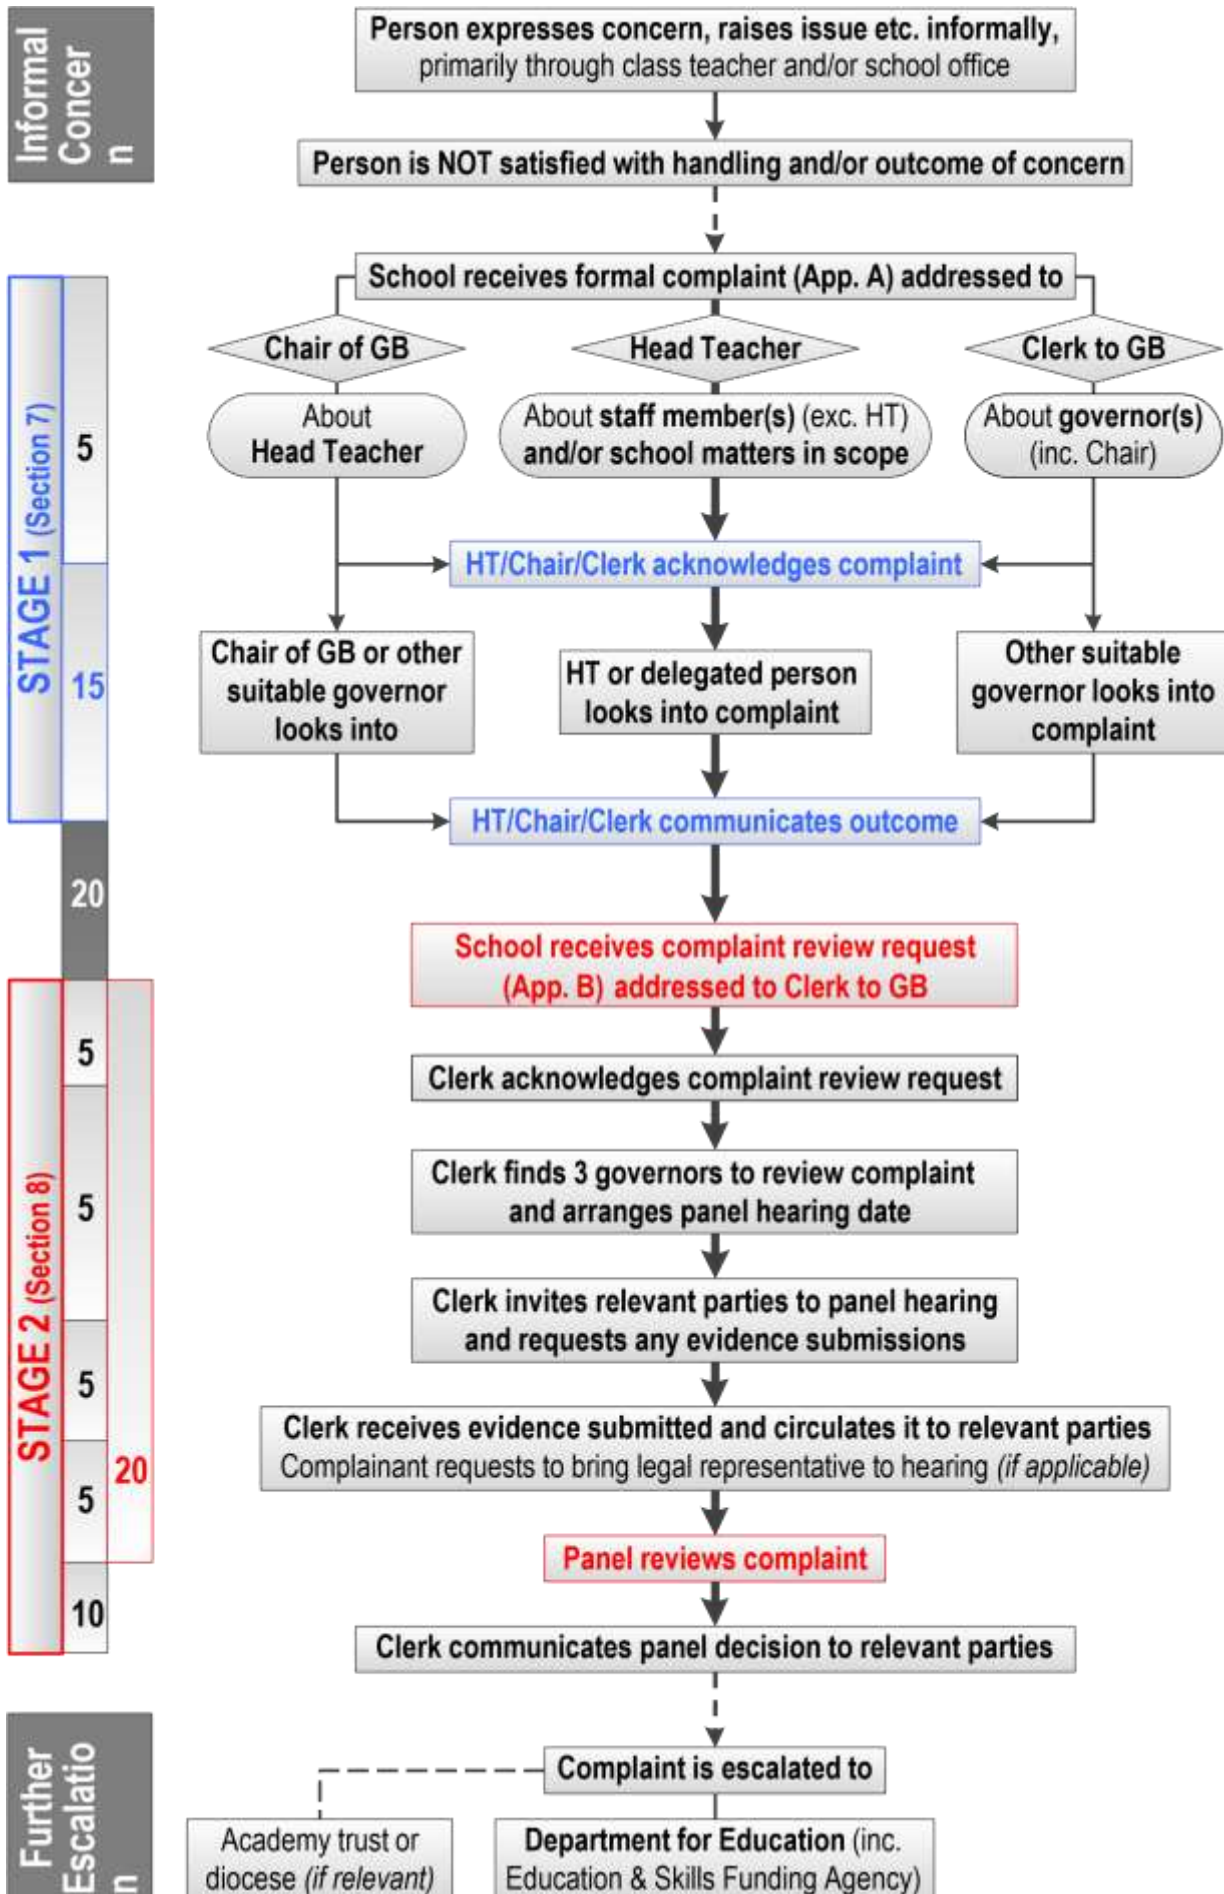 Informal
Concer
n
Person expresses concern, raises issue etc. informally,
primarily through class teacher and/or school office
Person is NOT satisfied with handling and/or outcome of concern
STAGE 1 (Section 7)
5
15
School receives formal complaint (App. A) addressed to
Chair of GB
Head Teacher
Clerk to GB
About
Head Teacher
About staff member(s) (exc. HT)
and/or school matters in scope
About governor(s)
(inc. Chair)
HT/Chair/Clerk acknowledges complaint
Chair of GB or other
suitable governor
looks into
HT or delegated person
looks into complaint
Other suitable
governor looks into
complaint
HT/Chair/Clerk communicates outcome
20
School receives complaint review request
(App. B) addressed to Clerk to GB
STAGE 2 (Section 8)
5
5
5
5
20
10
Clerk acknowledges complaint review request
Clerk finds 3 governors to review complaint
and arranges panel hearing date
Clerk invites relevant parties to panel hearing
and requests any evidence submissions
Clerk receives evidence submitted and circulates it to relevant parties
Complainant requests to bring legal representative to hearing (if applicable)
Panel reviews complaint
Clerk communicates panel decision to relevant parties
Further
Escalatio
n
Complaint is escalated to
Academy trust or
diocese (if relevant)
Department for Education (inc.
Education & Skills Funding Agency)